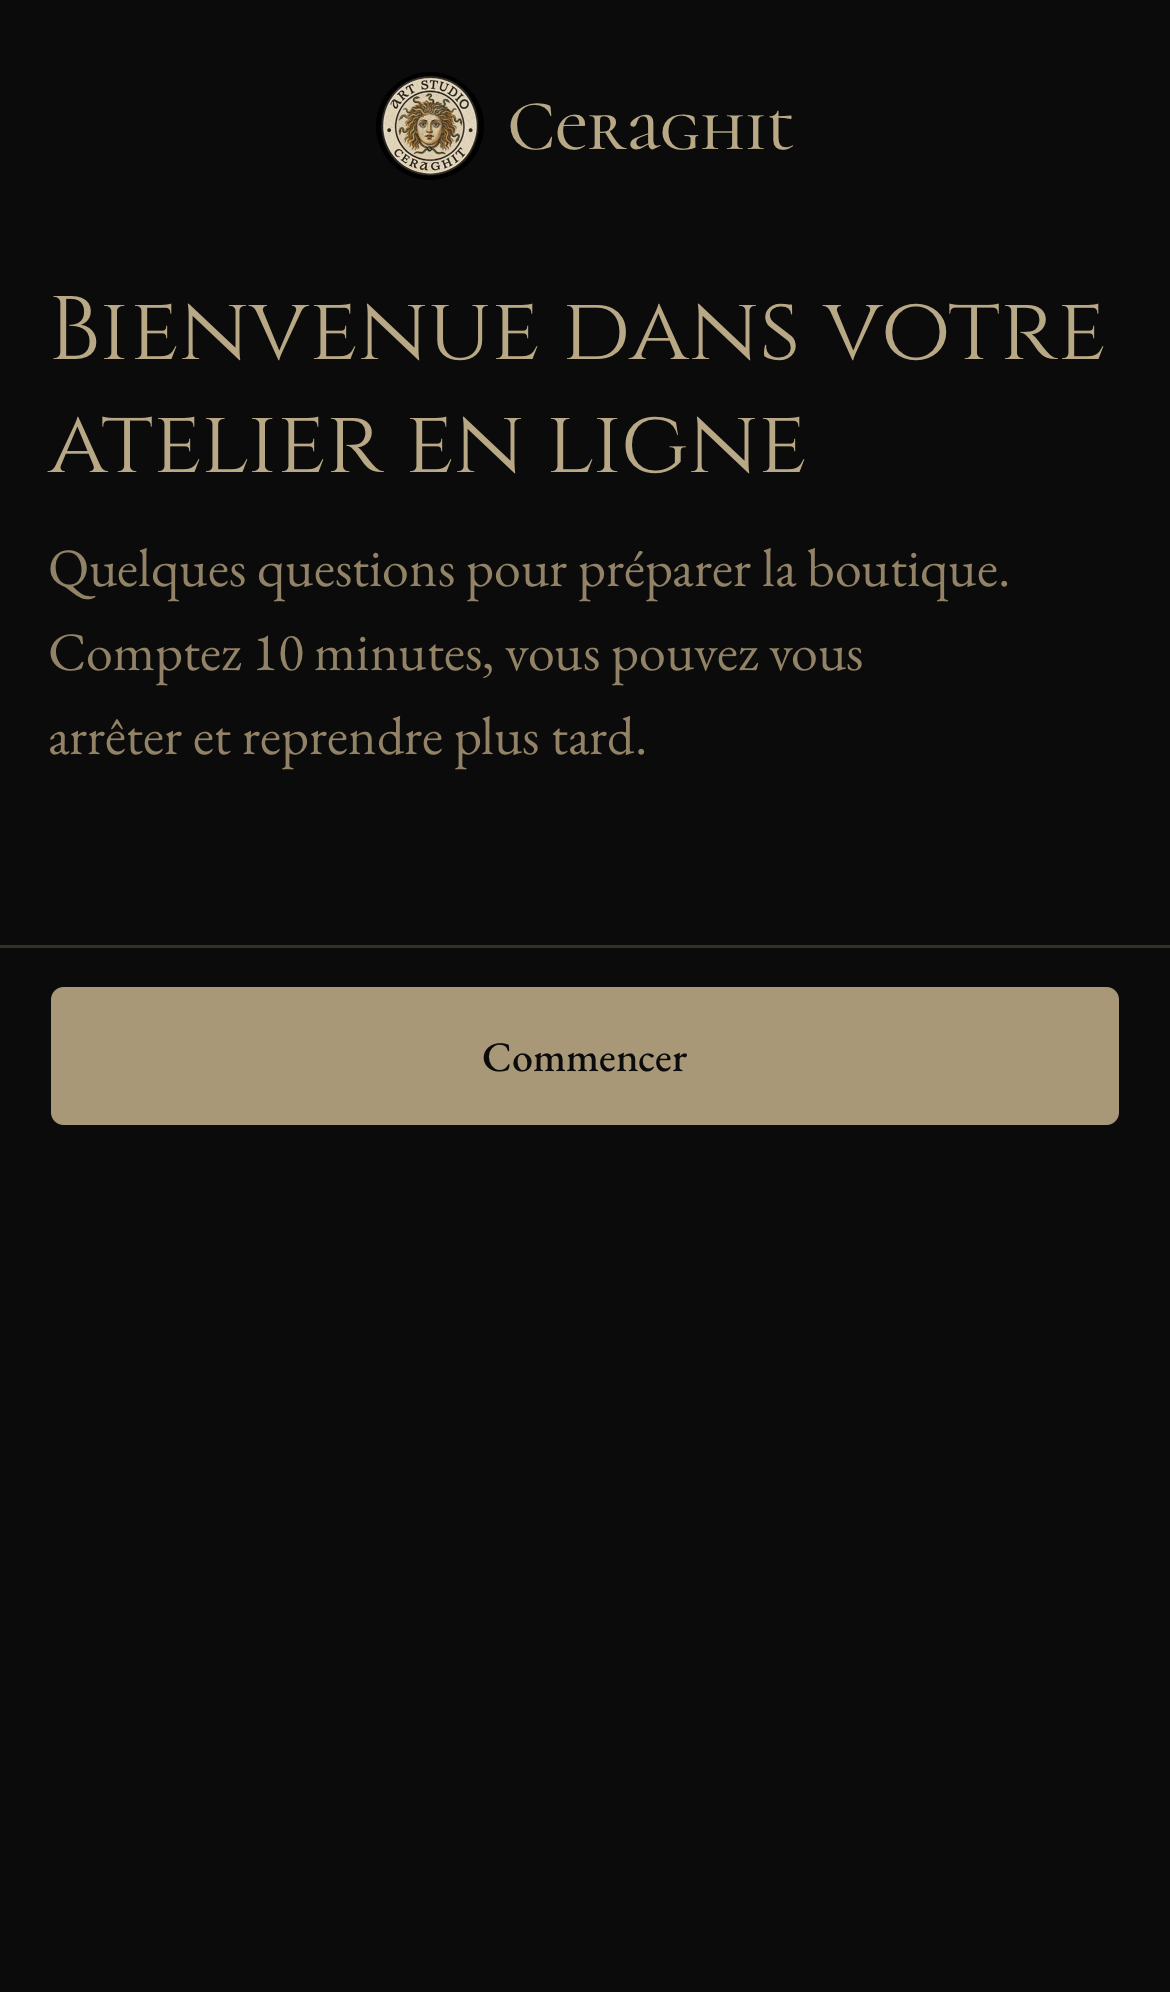 ART STUDIO
CERAGHIT
Ceraghit
Bienvenue dans votre
atelier en ligne
Quelques questions pour préparer la boutique.
Comptez 10 minutes, vous pouvez vous
arrêter et reprendre plus tard.
Commencer